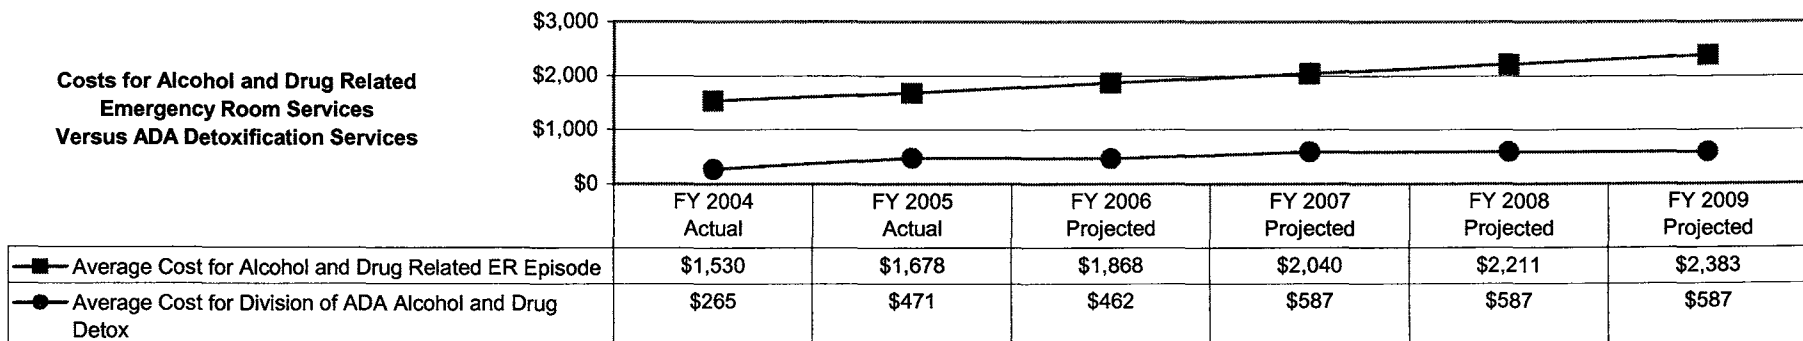 Costs for Alcohol and Drug Related
Emergency Room Services
Versus ADA Detoxification Services
$3,000
$2,000
$1,000
$0
FY 2004 FY 2005 FY 2006 FY 2007 FY 2008 FY 2009
Actual Actual Projected Projected Projected Projected
Average Cost for Alcohol and Drug Related ER Episode $1,530 $1,678 $1,868 $2,040 $2,211 $2,383
Average Cost for Division of ADA Alcohol and Drug $265 $471 $462 $587 $587 $587
Detox